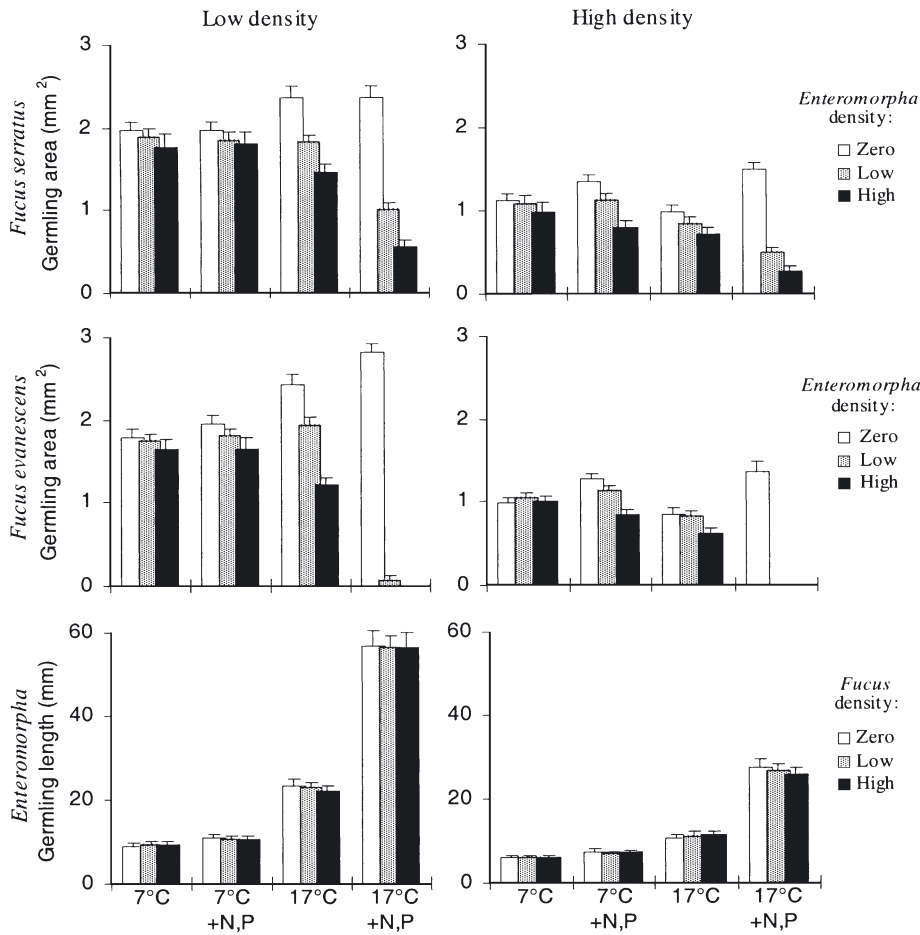 Low density
High density
Fucus serratus
Germling area (mm 2)
3
2
1
0
3
2
1
0
Enteromorpha
density:
Zero
Low
High
Fucus evanescens
Germling area (mm 2)
3
2
1
0
3
2
1
0
Enteromorpha
density:
Zero
Low
High
Enteromorpha
Germling length (mm)
60
40
20
0
60
40
20
0
Fucus
density:
Zero
Low
High
7°C
7°C
+N,P
17°C
17°C
+N,P
7°C
7°C
+N,P
17°C
17°C
+N,P